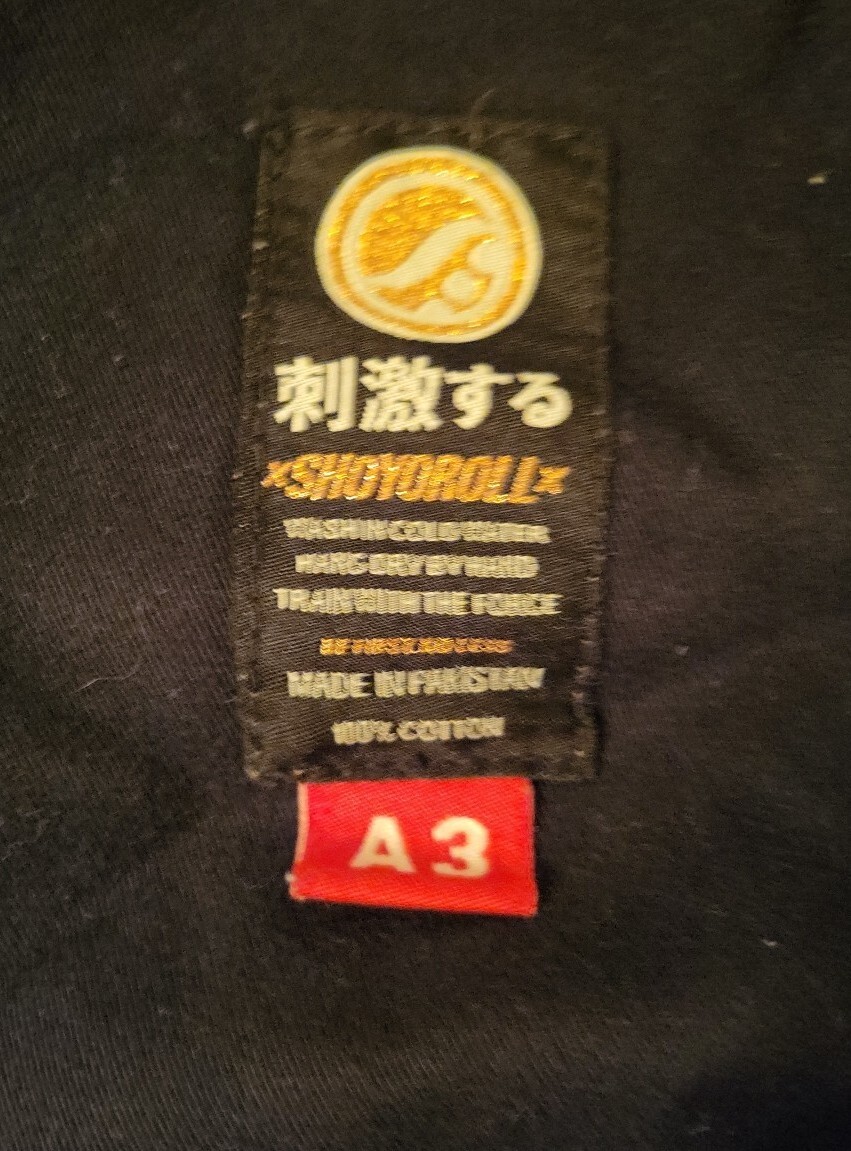 刺激する
×SHOYOROLL×
WASH IN COLD WATER
HANG DRY BY HAND
TRAIN WITH THE FORCE
MADE IN PAKISTAN
100% COTTON
A3